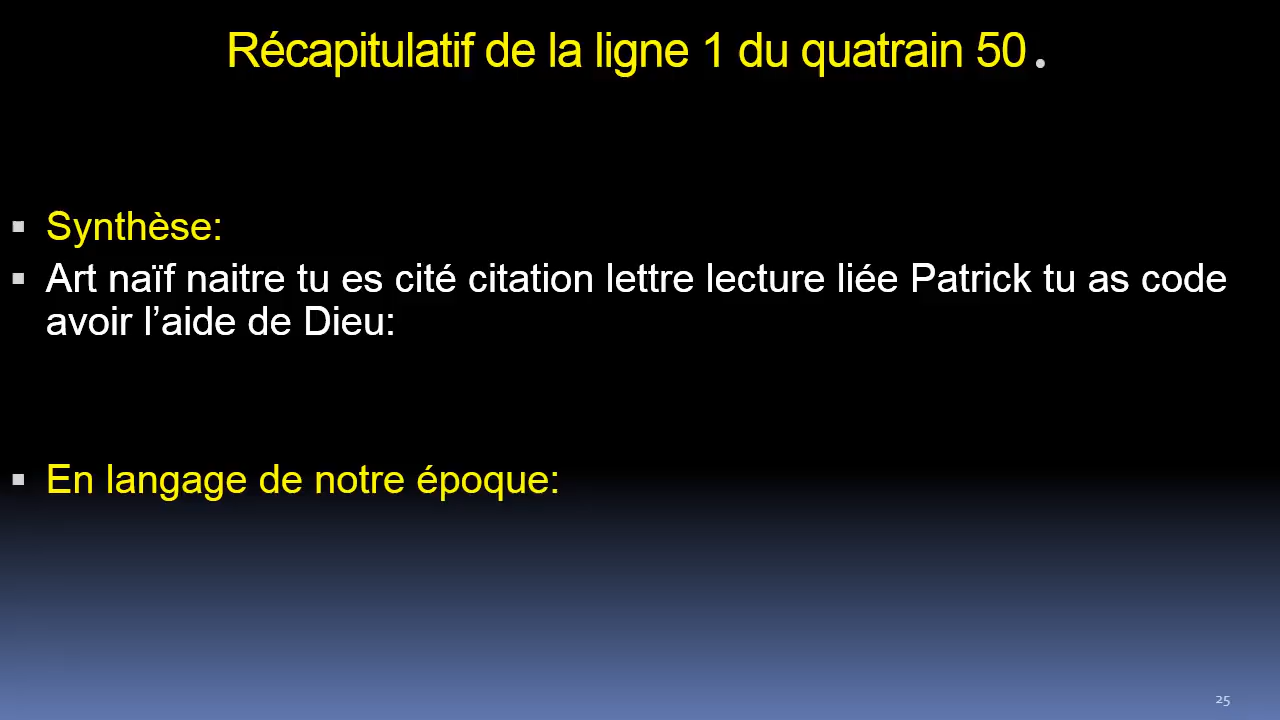 Récapitulatif de la ligne 1 du quatrain 50.
▪ Synthèse:
▪ Art naïf naitre tu es cité citation lettre lecture liée Patrick tu as code
avoir l’aide de Dieu:
▪ En langage de notre époque:
25